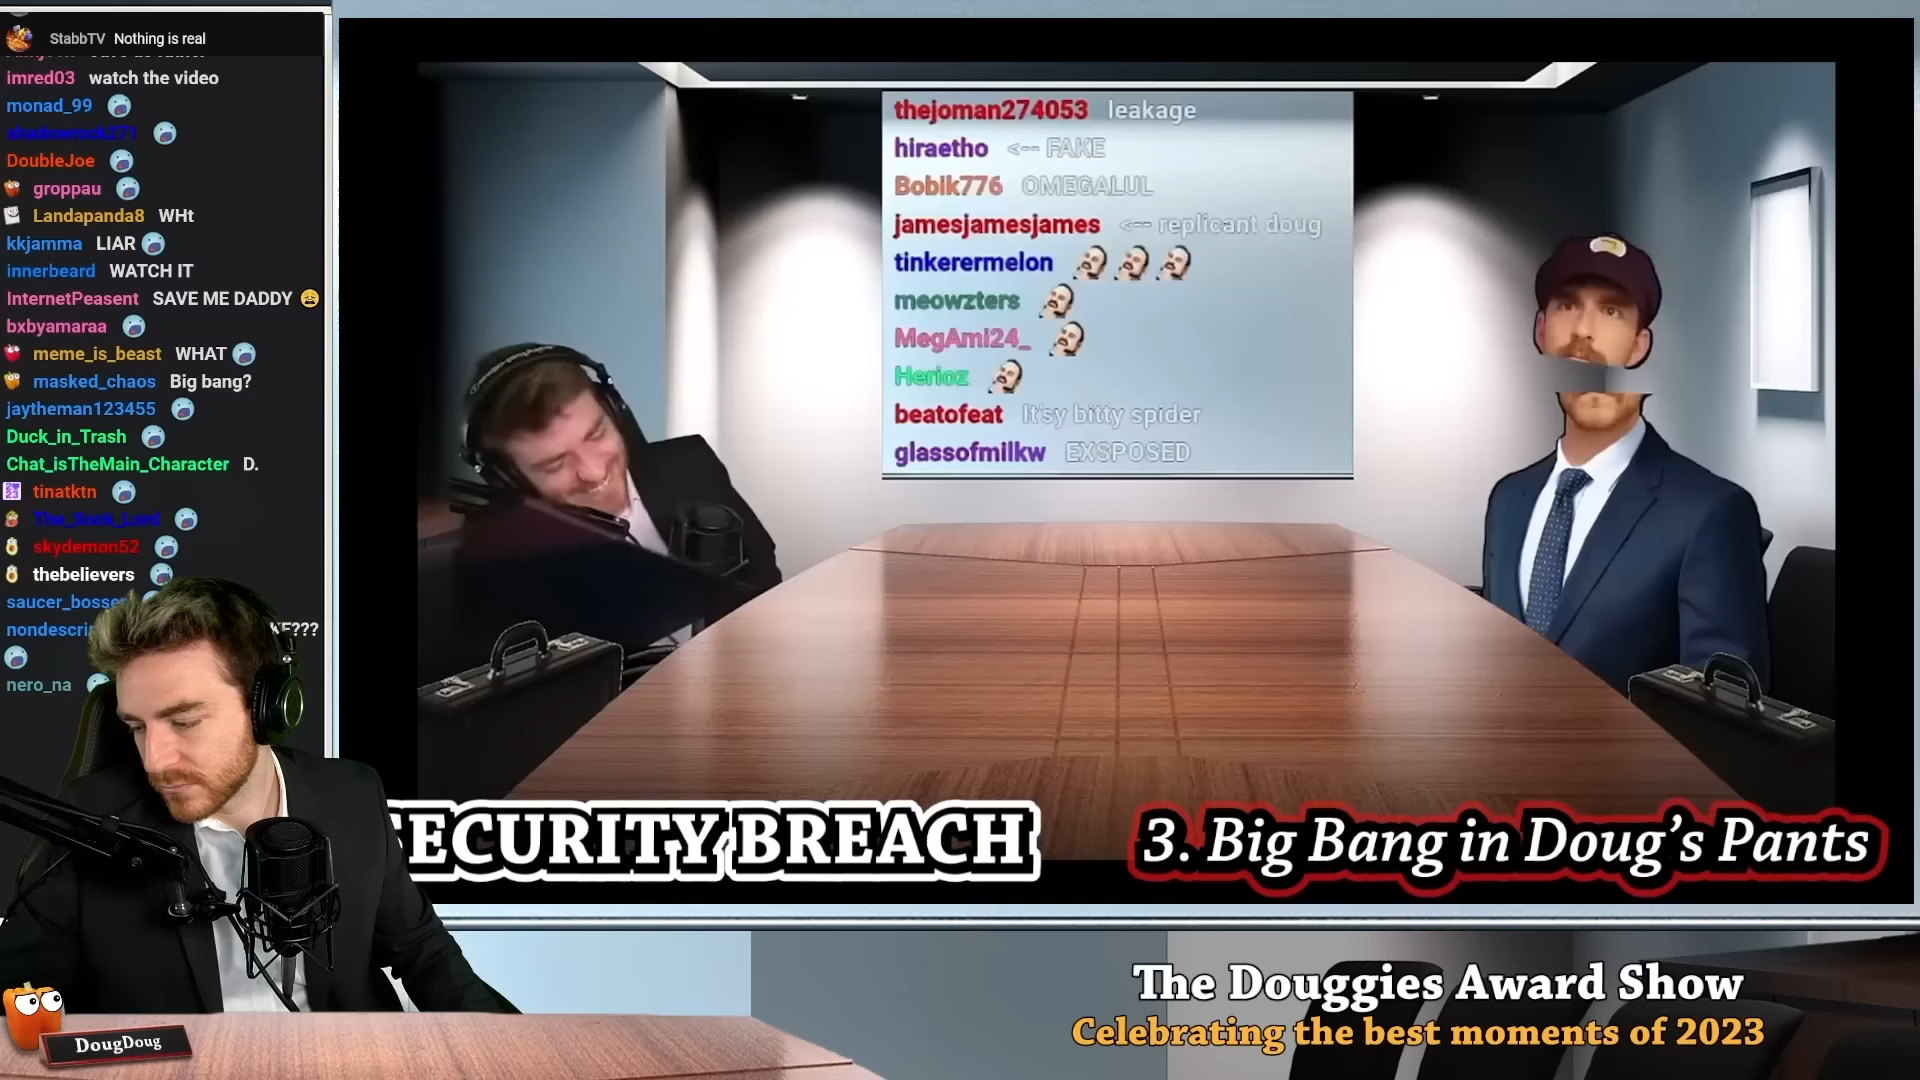 StabbTV Nothing is real
imred03 watch the video
monad_99
shadowrock271
DoubleJoe
groppau
Landapanda8 WHt
kkjamma LIAR
innerbeard WATCH IT
InternetPeasent SAVE ME DADDY
bxbyamaraa
meme_is_beast WHAT
masked_chaos Big bang?
jaytheman123455
Duck_in_Trash
Chat_isTheMain_Character D.
tinatktn
The_Sock_Lord
skydemon52
thebelievers
nero_na
thejoman274053 leakage
hiraetho <-- FAKE
Bobik776 OMEGALUL
jamesjamesjames <-- replicant doug
tinkerermelon
meowzters
MegAmi24_
Herioz
beatofeat It'sy bitty spider
glassofmilkw EXSPOSED
SECURITY BREACH
3. Big Bang in Doug's Pants
The Douggies Award Show
Celebrating the best moments of 2023
DougDoug